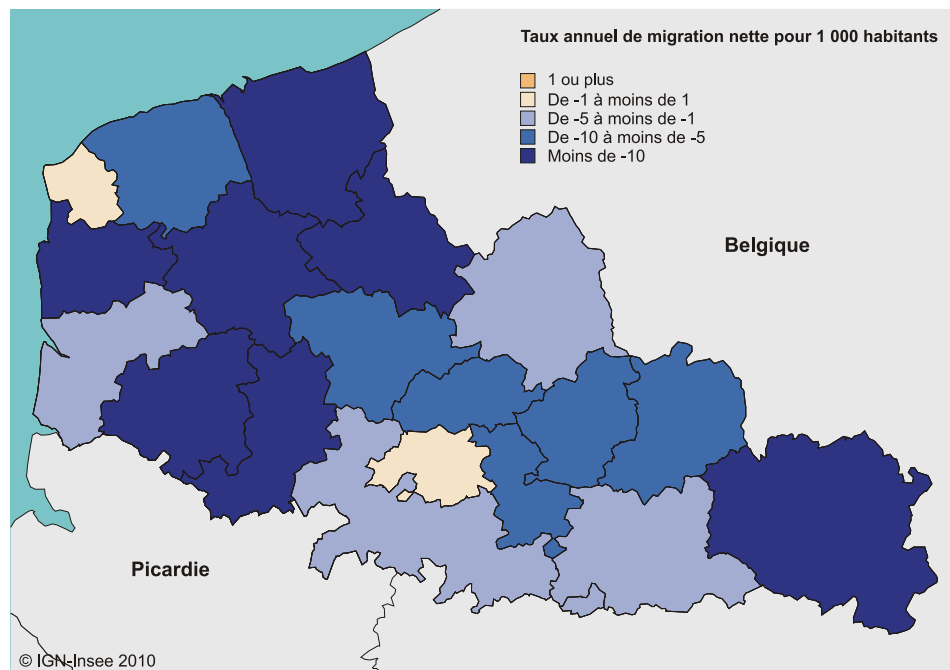 Taux annuel de migration nette pour 1 000 habitants
1 ou plus
De -1 à moins de 1
De -5 à moins de -1
De -10 à moins de -5
Moins de -10
Belgique
Picardie
© IGN-Insee 2010